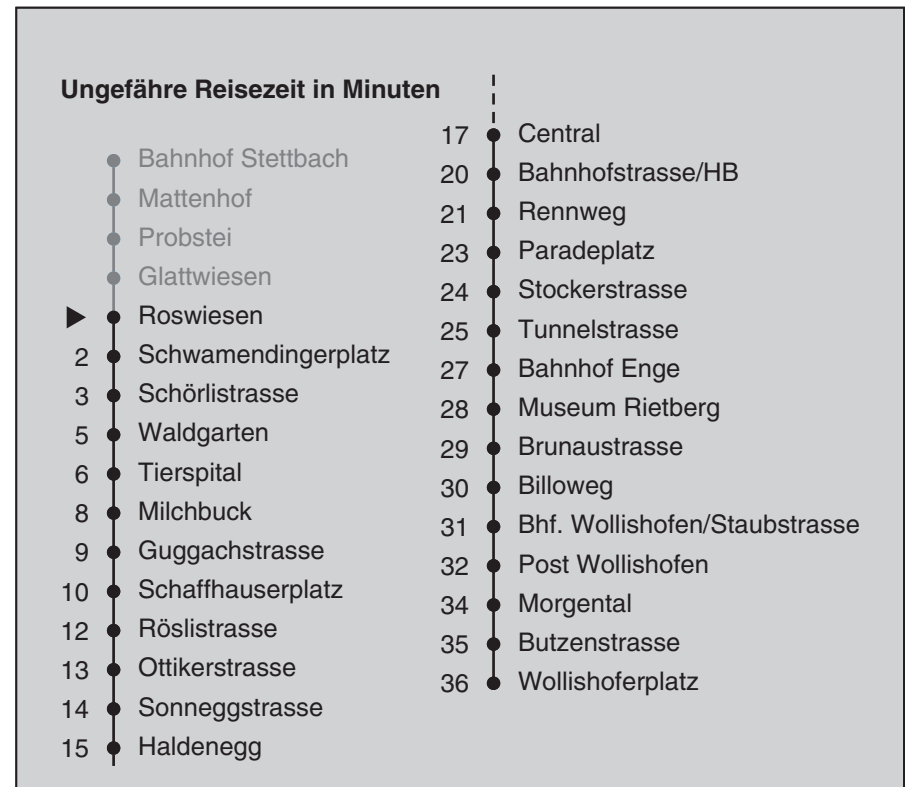 Ungefähre Reisezeit in Minuten
Bahnhof Stettbach
Mattenhof
Probstei
Glattwiesen
Roswiesen
2 Schwamendingerplatz
3 Schörlistrasse
5 Waldgarten
6 Tierspital
8 Milchbuck
9 Guggachstrasse
10 Schaffhauserplatz
12 Röslistrasse
13 Ottikerstrasse
14 Sonneggstrasse
15 Haldenegg
17 Central
20 Bahnhofstrasse/HB
21 Rennweg
23 Paradeplatz
24 Stockerstrasse
25 Tunnelstrasse
27 Bahnhof Enge
28 Museum Rietberg
29 Brunaustrasse
30 Billoweg
31 Bhf. Wollishofen/Staubstrasse
32 Post Wollishofen
34 Morgental
35 Butzenstrasse
36 Wollishoferplatz